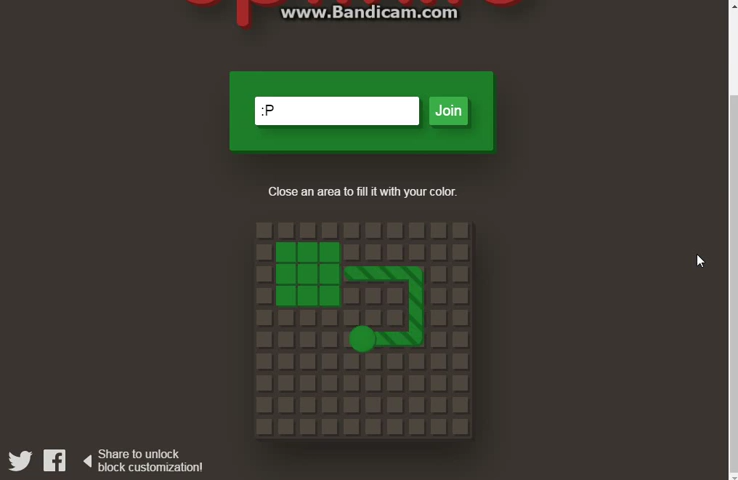 www.Bandicam.com
:P
Join
Close an area to fill it with your color.
Share to unlock
block customization!